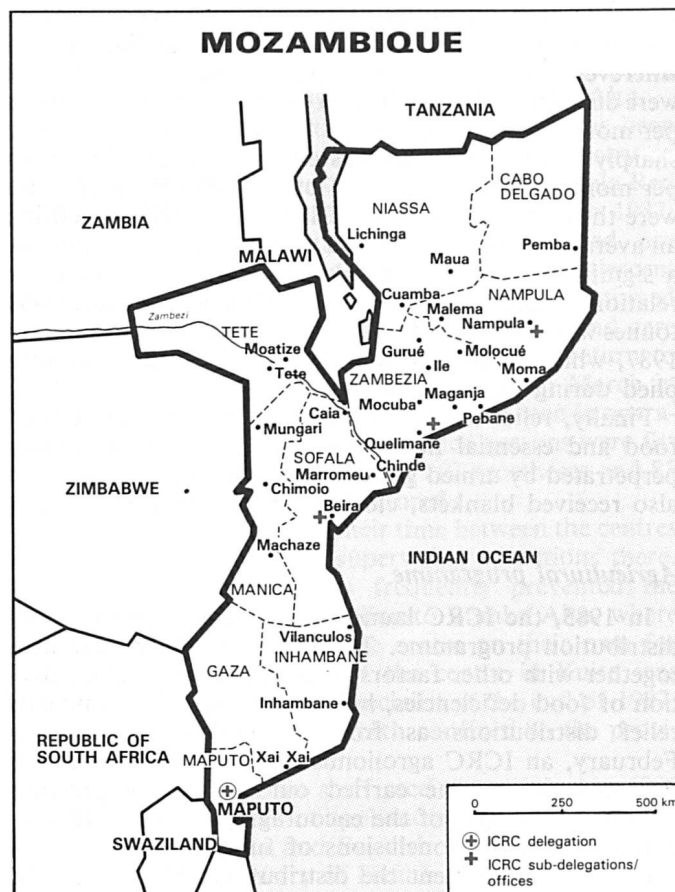 MOZAMBIQUE
TANZANIA
CABO
DELGADO
NIASSA
ZAMBIA
Lichinga
Pemba
MALAWI
Maua
NAMPULA
Cuamba
Zambezi
Malema
Nampula
TETE
Moatize
Gurué
Molocué
Tete
Ile
ZAMBEZIA
Moma
Maganja
Mocuba
Caia
Pebane
Mungari
Quelimane
SOFALA
Chinde
Marromeu
ZIMBABWE
Chimoio
Beira
INDIAN OCEAN
Machaze
MANICA
Vilanculos
INHAMBANE
GAZA
Inhambane
REPUBLIC OF
SOUTH AFRICA
MAPUTO
Xai Xai
MAPUTO
SWAZILAND
0 250 500 km
ICRC delegation
ICRC sub-delegations/
offices